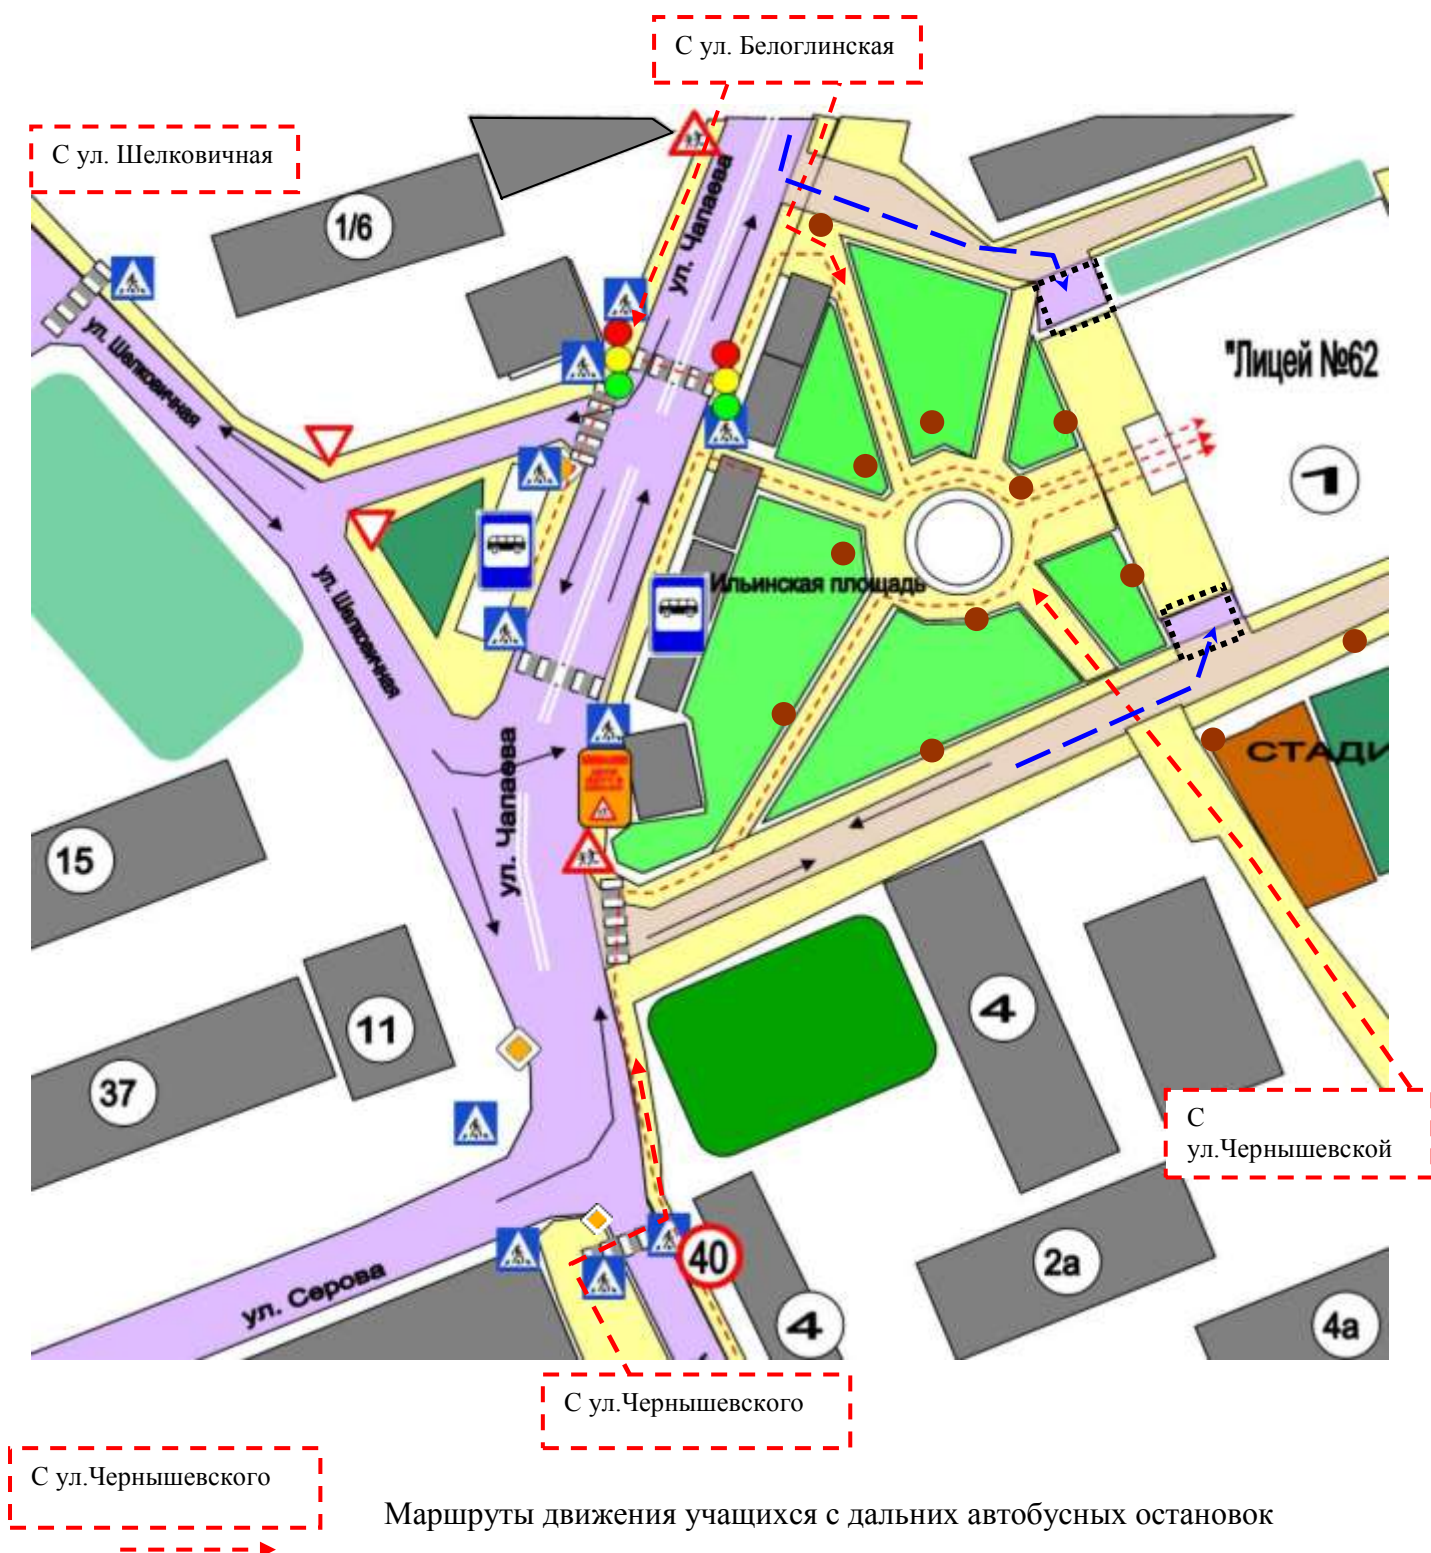 С ул. Белоглинская
С ул. Шелковичная
1/6
ул. Чапаева
ул. Шелковичная
"Лицей №62
1
ул. Шелковичная
Ильинская площадь
ул. Чапаева
СТАДИ
15
11
4
37
С
ул.Чернышевской
40
2а
ул. Серова
4
4а
С ул.Чернышевского
С ул.Чернышевского
Маршруты движения учащихся с дальних автобусных остановок